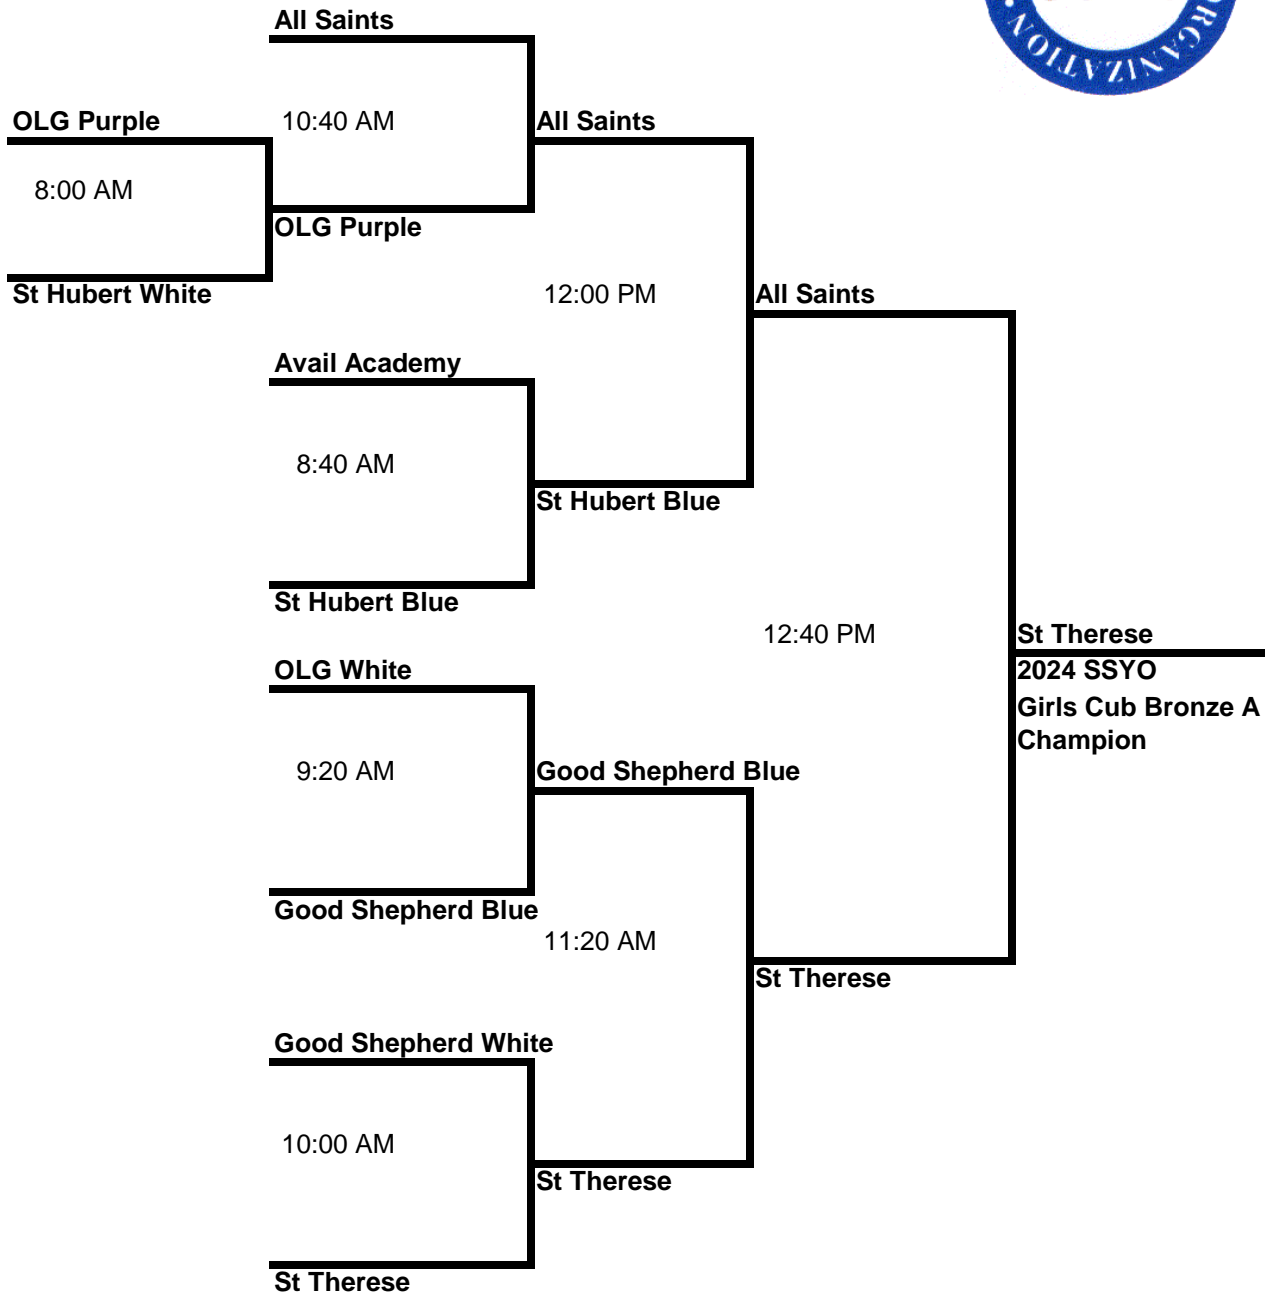 All Saints
ORGANIZATION
OLG Purple
10:40 AM
All Saints
8:00 AM
OLG Purple
St Hubert White
12:00 PM
All Saints
Avail Academy
8:40 AM
St Hubert Blue
St Hubert Blue
12:40 PM
St Therese
OLG White
2024 SSYO
Girls Cub Bronze A
Champion
9:20 AM
Good Shepherd Blue
Good Shepherd Blue
11:20 AM
St Therese
Good Shepherd White
10:00 AM
St Therese
St Therese